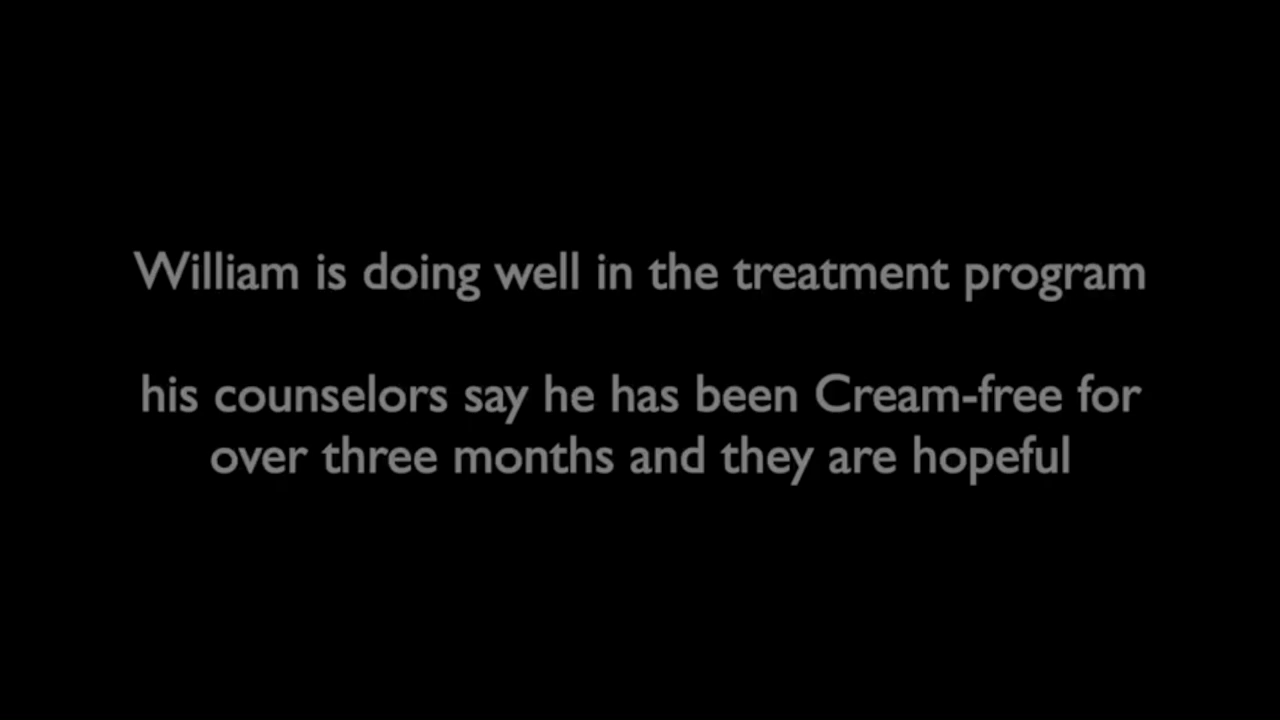 William is doing well in the treatment program
his counselors say he has been Cream-free for
over three months and they are hopeful